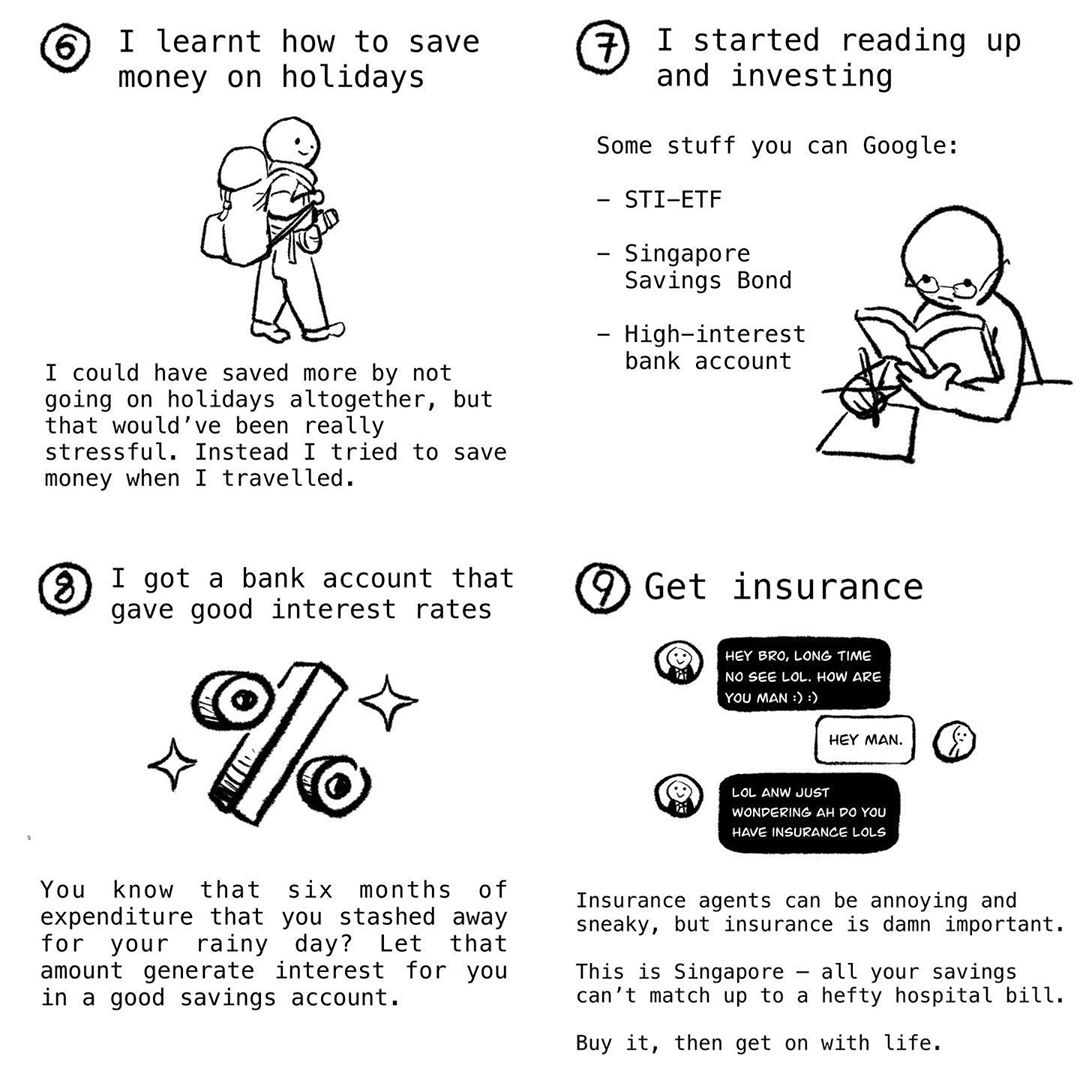 6 I learnt how to save
money on holidays
I could have saved more by not
going on holidays altogether, but
that would've been really
stressful. Instead I tried to save
money when I travelled.
7 I started reading up
and investing
Some stuff you can Google:
– STI–ETF
– Singapore
Savings Bond
– High–interest
bank account
8 I got a bank account that
gave good interest rates
%
You know that six months of
expenditure that you stashed away
for your rainy day? Let that
amount generate interest for you
in a good savings account.
9 Get insurance
HEY BRO, LONG TIME
NO SEE LOL. HOW ARE
YOU MAN :) :)
HEY MAN.
LOL ANW JUST
WONDERING AH DO YOU
HAVE INSURANCE LOLS
Insurance agents can be annoying and
sneaky, but insurance is damn important.
This is Singapore – all your savings
can't match up to a hefty hospital bill.
Buy it, then get on with life.